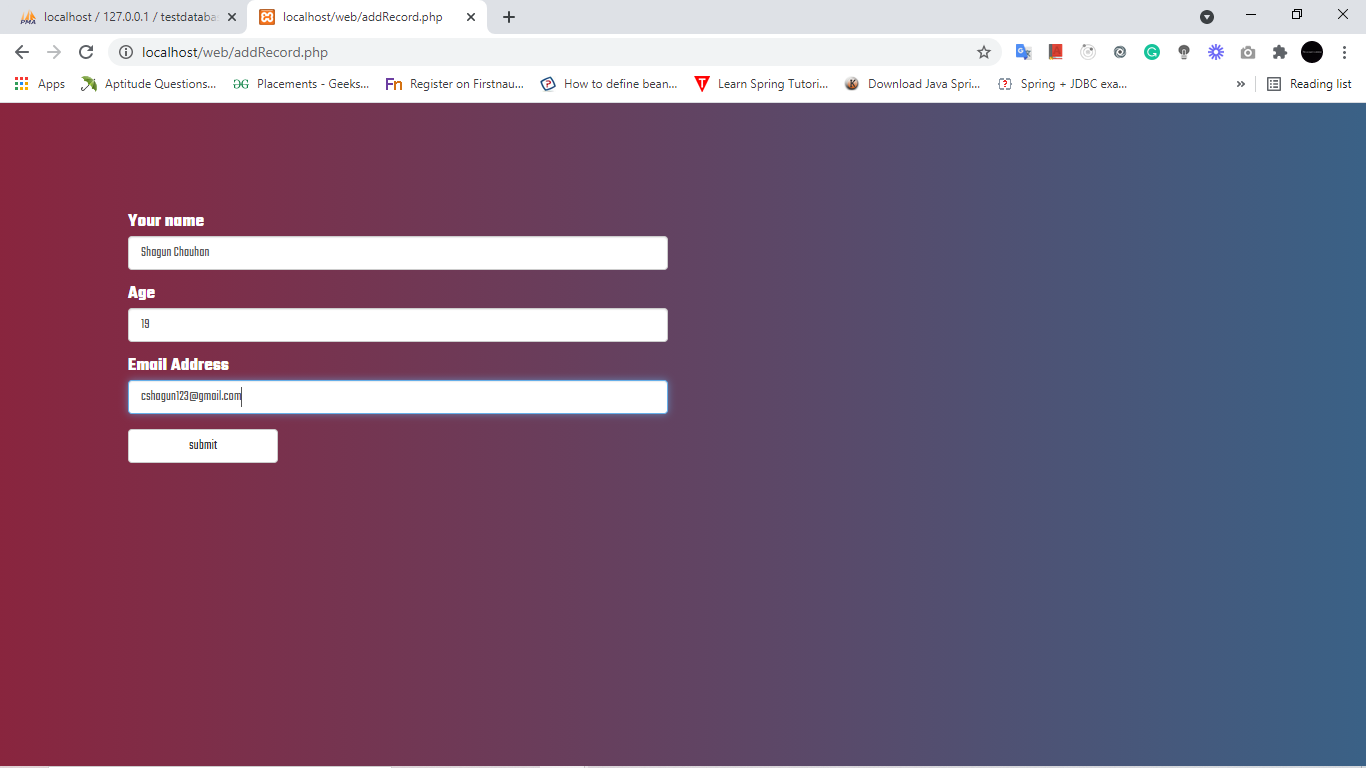 PMA localhost / 127.0.0.1 / testdataba
localhost/web/addRecord.php
localhost/web/addRecord.php
Apps
Aptitude Questions...
Placements - Geeks...
Fn Register on Firstnau...
How to define bean...
Learn Spring Tutori...
Download Java Spri...
Spring + JDBC exa...
»
Reading list
Your name
Shagun Chauhan
Age
19
Email Address
cshagun123@gmail.com
submit